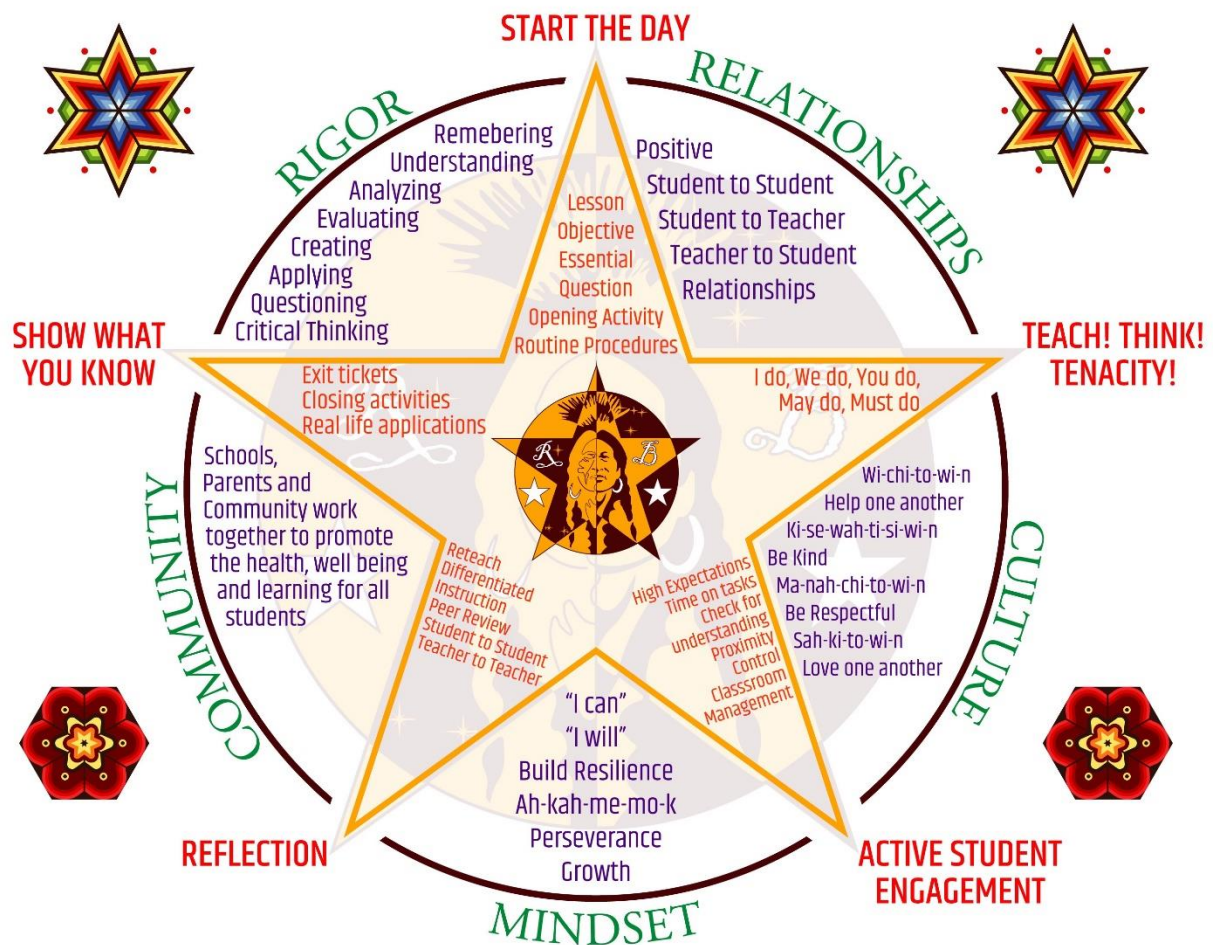 START THE DAY
RIGOR
Remebering
Understanding
Analyzing
Evaluating
Creating
Applying
Questioning
Critical Thinking
RELATIONSHIPS
Positive
Student to Student
Student to Teacher
Teacher to Student
Relationships
Lesson
Objective
Essential
Question
Opening Activity
Routine Procedures
SHOW WHAT
YOU KNOW
Exit tickets
Closing activities
Real life applications
TEACH! THINK!
TENACITY!
I do, We do, You do,
May do, Must do
R B
COMMUNITY
Schools,
Parents and
Community work
together to promote
the health, well being
and learning for all
students
CULTURE
Wi-chi-to-wi-n
Help one another
Ki-se-wah-ti-si-wi-n
Be Kind
Ma-nah-chi-to-wi-n
Be Respectful
Sah-ki-to-wi-n
Love one another
Reteach
Differentiated
Instruction
Peer Review
Student to Student
Teacher to Teacher
High Expectations
Time on tasks
Check for
understanding
Proximity
Control
Classsroom
Management
"I can"
"I will"
Build Resilience
Ah-kah-me-mo-k
Perseverance
Growth
REFLECTION
ACTIVE STUDENT
ENGAGEMENT
MINDSET